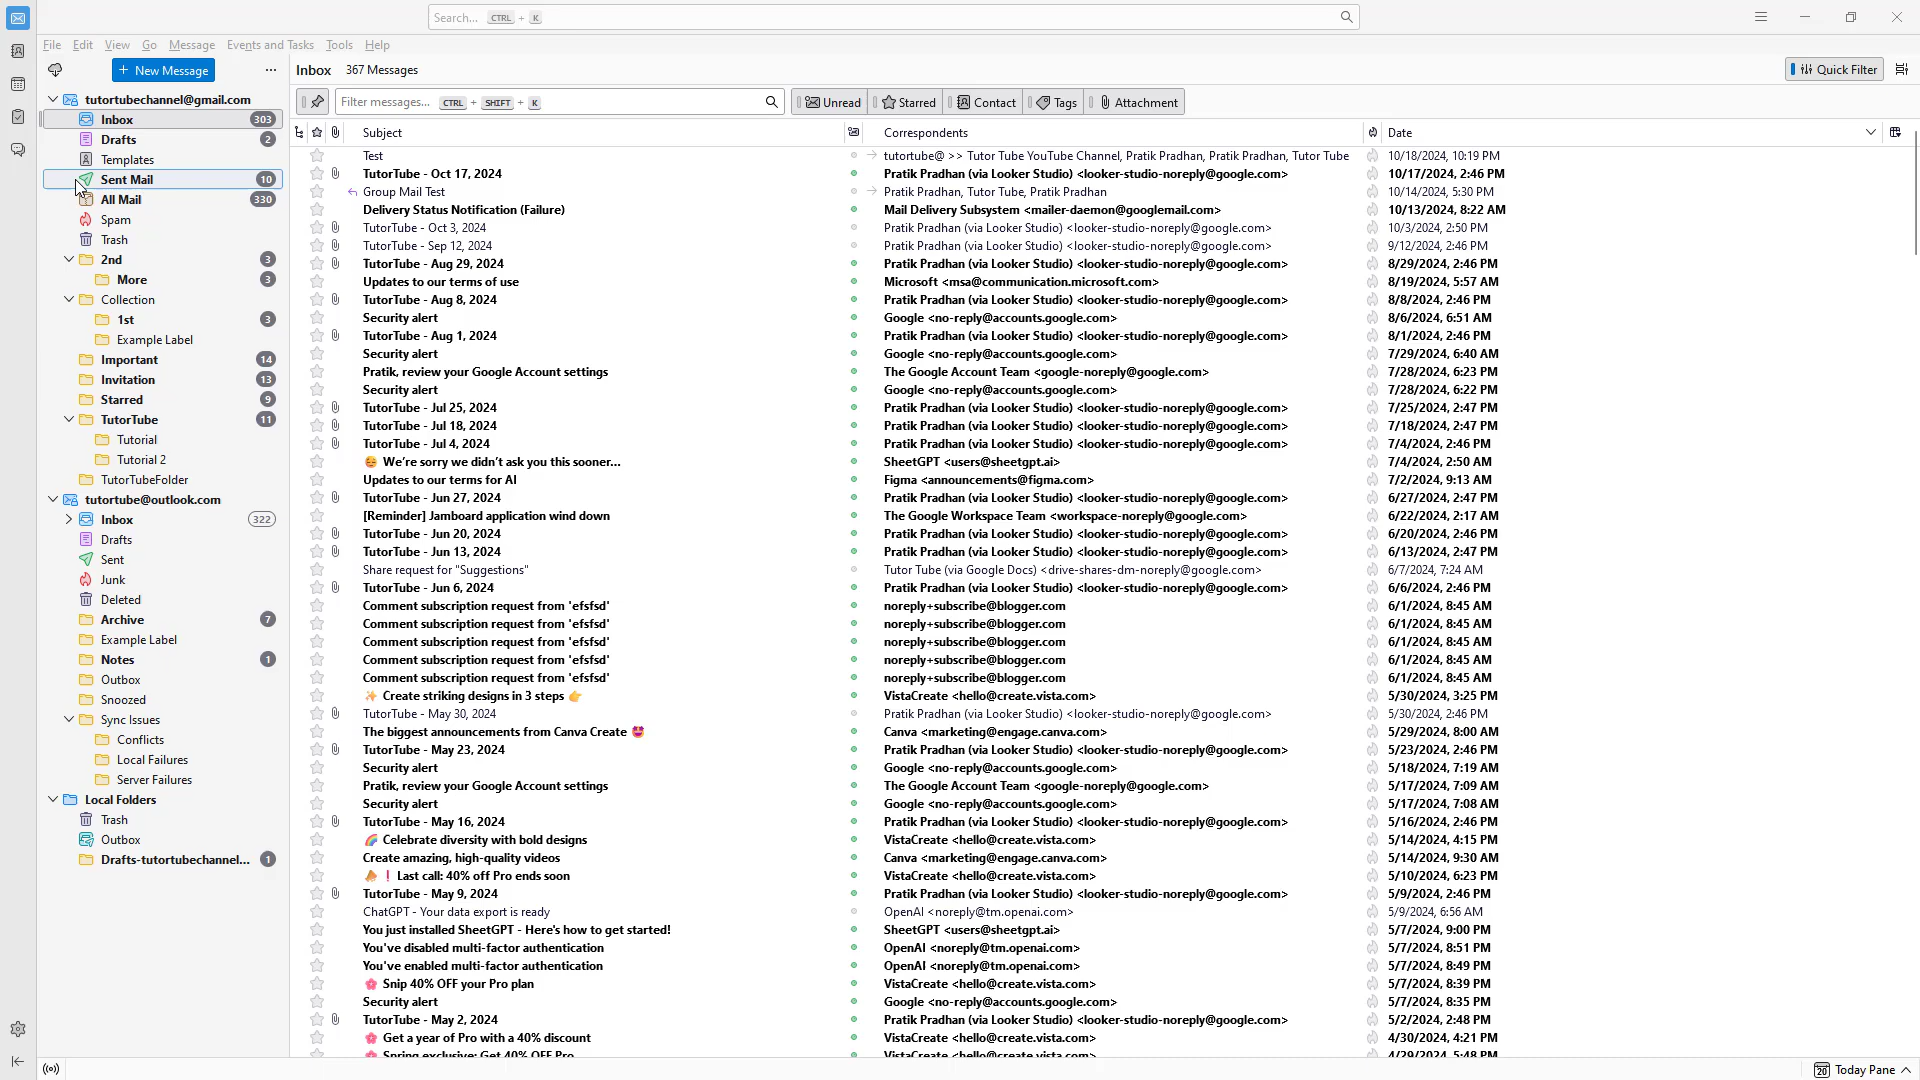 Search... CTRL + K
File Edit View Go Message Events and Tasks Tools Help
+ New Message
Inbox 367 Messages
Quick Filter
Filter messages... CTRL + SHIFT + K
Unread Starred Contact Tags Attachment
tutortubechannel@gmail.com
Inbox 303
Drafts 2
Templates
Sent Mail 10
All Mail 330
Spam
Trash
2nd 3
More 3
Collection
1st 3
Example Label
Important 14
Invitation 13
Starred 9
TutorTube 11
Tutorial
Tutorial 2
TutorTubeFolder
tutortube@outlook.com
Inbox 322
Drafts
Sent
Junk
Deleted
Archive 7
Example Label
Notes 1
Outbox
Snoozed
Sync Issues
Conflicts
Local Failures
Server Failures
Local Folders
Trash
Outbox
Drafts-tutortubechannel... 1
Subject Correspondents Date
Test tutortube@ >> Tutor Tube YouTube Channel, Pratik Pradhan, Pratik Pradhan, Tutor Tube 10/18/2024, 10:19 PM
TutorTube - Oct 17, 2024 Pratik Pradhan (via Looker Studio) <looker-studio-noreply@google.com> 10/17/2024, 2:46 PM
Group Mail Test Pratik Pradhan, Tutor Tube, Pratik Pradhan 10/14/2024, 5:30 PM
Delivery Status Notification (Failure) Mail Delivery Subsystem <mailer-daemon@googlemail.com> 10/13/2024, 8:22 AM
TutorTube - Oct 3, 2024 Pratik Pradhan (via Looker Studio) <looker-studio-noreply@google.com> 10/3/2024, 2:50 PM
TutorTube - Sep 12, 2024 Pratik Pradhan (via Looker Studio) <looker-studio-noreply@google.com> 9/12/2024, 2:46 PM
TutorTube - Aug 29, 2024 Pratik Pradhan (via Looker Studio) <looker-studio-noreply@google.com> 8/29/2024, 2:46 PM
Updates to our terms of use Microsoft <msa@communication.microsoft.com> 8/19/2024, 5:57 AM
TutorTube - Aug 8, 2024 Pratik Pradhan (via Looker Studio) <looker-studio-noreply@google.com> 8/8/2024, 2:46 PM
Security alert Google <no-reply@accounts.google.com> 8/6/2024, 6:51 AM
TutorTube - Aug 1, 2024 Pratik Pradhan (via Looker Studio) <looker-studio-noreply@google.com> 8/1/2024, 2:46 PM
Security alert Google <no-reply@accounts.google.com> 7/29/2024, 6:40 AM
Pratik, review your Google Account settings The Google Account Team <google-noreply@google.com> 7/28/2024, 6:23 PM
Security alert Google <no-reply@accounts.google.com> 7/28/2024, 6:22 PM
TutorTube - Jul 25, 2024 Pratik Pradhan (via Looker Studio) <looker-studio-noreply@google.com> 7/25/2024, 2:47 PM
TutorTube - Jul 18, 2024 Pratik Pradhan (via Looker Studio) <looker-studio-noreply@google.com> 7/18/2024, 2:47 PM
TutorTube - Jul 4, 2024 Pratik Pradhan (via Looker Studio) <looker-studio-noreply@google.com> 7/4/2024, 2:46 PM
We're sorry we didn't ask you this sooner... SheetGPT <users@sheetgpt.ai> 7/4/2024, 2:50 AM
Updates to our terms for AI Figma <announcements@figma.com> 7/2/2024, 9:13 AM
TutorTube - Jun 27, 2024 Pratik Pradhan (via Looker Studio) <looker-studio-noreply@google.com> 6/27/2024, 2:47 PM
[Reminder] Jamboard application wind down The Google Workspace Team <workspace-noreply@google.com> 6/22/2024, 2:17 AM
TutorTube - Jun 20, 2024 Pratik Pradhan (via Looker Studio) <looker-studio-noreply@google.com> 6/20/2024, 2:46 PM
TutorTube - Jun 13, 2024 Pratik Pradhan (via Looker Studio) <looker-studio-noreply@google.com> 6/13/2024, 2:47 PM
Share request for "Suggestions" Tutor Tube (via Google Docs) <drive-shares-dm-noreply@google.com> 6/7/2024, 7:24 AM
TutorTube - Jun 6, 2024 Pratik Pradhan (via Looker Studio) <looker-studio-noreply@google.com> 6/6/2024, 2:46 PM
Comment subscription request from 'efsfsd' noreply+subscribe@blogger.com 6/1/2024, 8:45 AM
Comment subscription request from 'efsfsd' noreply+subscribe@blogger.com 6/1/2024, 8:45 AM
Comment subscription request from 'efsfsd' noreply+subscribe@blogger.com 6/1/2024, 8:45 AM
Comment subscription request from 'efsfsd' noreply+subscribe@blogger.com 6/1/2024, 8:45 AM
Comment subscription request from 'efsfsd' noreply+subscribe@blogger.com 6/1/2024, 8:45 AM
Create striking designs in 3 steps VistaCreate <hello@create.vista.com> 5/30/2024, 3:25 PM
TutorTube - May 30, 2024 Pratik Pradhan (via Looker Studio) <looker-studio-noreply@google.com> 5/30/2024, 2:46 PM
The biggest announcements from Canva Create Canva <marketing@engage.canva.com> 5/29/2024, 8:00 AM
TutorTube - May 23, 2024 Pratik Pradhan (via Looker Studio) <looker-studio-noreply@google.com> 5/23/2024, 2:46 PM
Security alert Google <no-reply@accounts.google.com> 5/18/2024, 7:19 AM
Pratik, review your Google Account settings The Google Account Team <google-noreply@google.com> 5/17/2024, 7:09 AM
Security alert Google <no-reply@accounts.google.com> 5/17/2024, 7:08 AM
TutorTube - May 16, 2024 Pratik Pradhan (via Looker Studio) <looker-studio-noreply@google.com> 5/16/2024, 2:46 PM
Celebrate diversity with bold designs VistaCreate <hello@create.vista.com> 5/14/2024, 4:15 PM
Create amazing, high-quality videos Canva <marketing@engage.canva.com> 5/14/2024, 9:30 AM
Last call: 40% off Pro ends soon VistaCreate <hello@create.vista.com> 5/10/2024, 6:23 PM
TutorTube - May 9, 2024 Pratik Pradhan (via Looker Studio) <looker-studio-noreply@google.com> 5/9/2024, 2:46 PM
ChatGPT - Your data export is ready OpenAI <noreply@tm.openai.com> 5/9/2024, 6:56 AM
You just installed SheetGPT - Here's how to get started! SheetGPT <users@sheetgpt.ai> 5/7/2024, 9:00 PM
You've disabled multi-factor authentication OpenAI <noreply@tm.openai.com> 5/7/2024, 8:51 PM
You've enabled multi-factor authentication OpenAI <noreply@tm.openai.com> 5/7/2024, 8:49 PM
Snip 40% OFF your Pro plan VistaCreate <hello@create.vista.com> 5/7/2024, 8:39 PM
Security alert Google <no-reply@accounts.google.com> 5/7/2024, 8:35 PM
TutorTube - May 2, 2024 Pratik Pradhan (via Looker Studio) <looker-studio-noreply@google.com> 5/2/2024, 2:48 PM
Get a year of Pro with a 40% discount VistaCreate <hello@create.vista.com> 4/30/2024, 4:21 PM
Spring exclusive: Get 40% OFF Pro VistaCreate <hello@create.vista.com> 4/29/2024, 5:48 PM
20 Today Pane